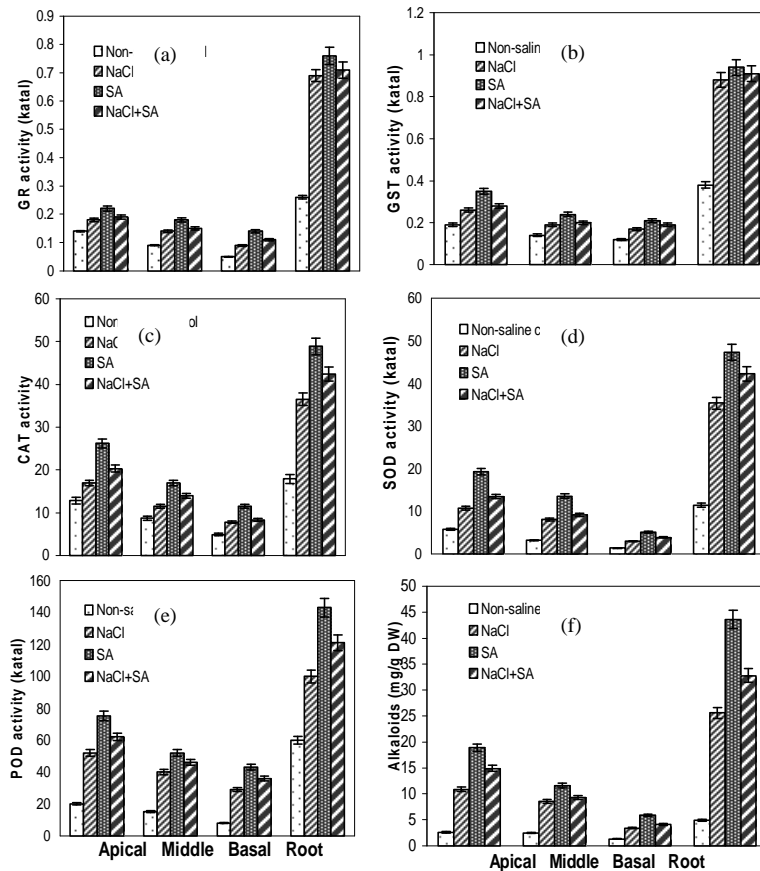 (a)
Non-
NaCl
SA
NaCl+SA
GR activity (katal)
0.9
0.8
0.7
0.6
0.5
0.4
0.3
0.2
0.1
0
(b)
Non-salin
NaCl
SA
NaCl+SA
GST activity (katal)
1.2
1
0.8
0.6
0.4
0.2
0
(c)
SA
NaCl+SA
CAT activity
60
50
40
30
20
10
0
(d)
Non-saline c
NaCl
SA
NaCl+SA
SOD activity (katal)
60
50
40
30
20
10
0
(e)
Non-sa
NaCl
SA
NaCl+SA
POD activity (katal)
160
140
120
100
80
60
40
20
0
Apical Middle Basal Root
(f)
Non-saline
NaCl
SA
NaCl+SA
Alkaloids (mg/g DW)
50
45
40
35
30
25
20
15
10
5
0
Apical Middle Basal Root